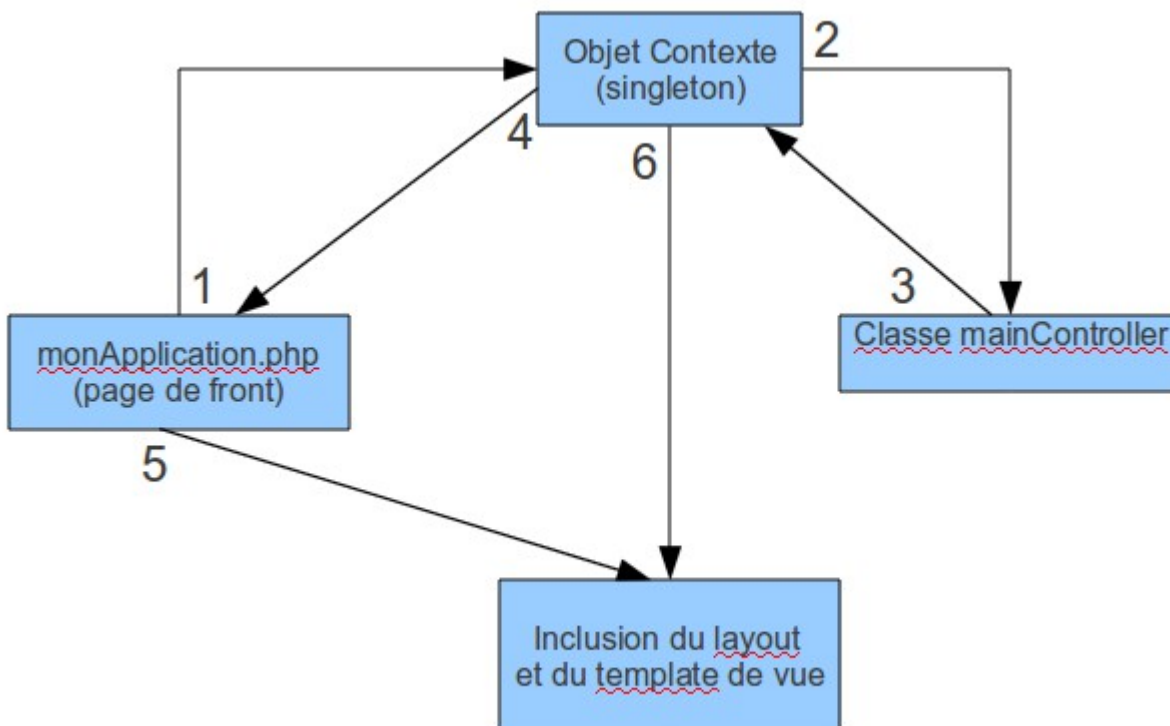 Objet Contexte
(singleton)
2
4
6
1
3
monApplication.php
(page de front)
Classe mainController
5
Inclusion du layout
et du template de vue